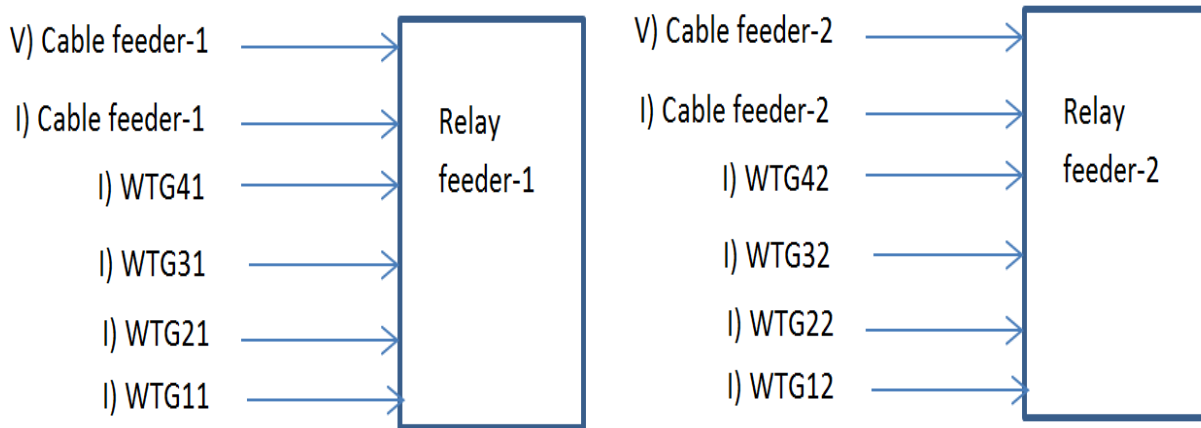 V) Cable feeder-1
I) Cable feeder-1
I) WTG41
I) WTG31
I) WTG21
I) WTG11
Relay
feeder-1
V) Cable feeder-2
I) Cable feeder-2
I) WTG42
I) WTG32
I) WTG22
I) WTG12
Relay
feeder-2